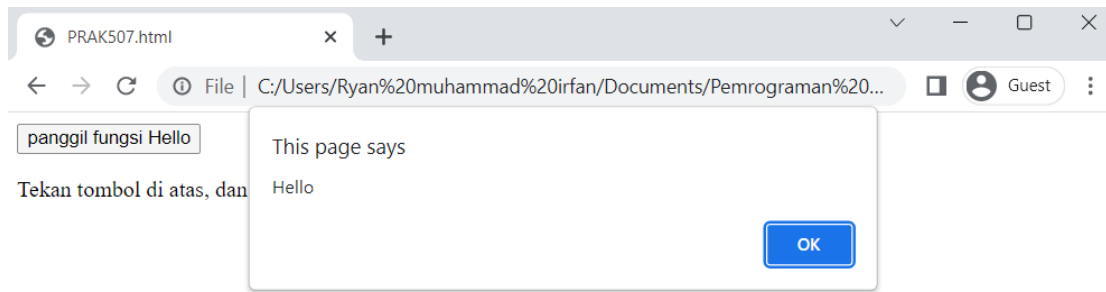 PRAK507.html
File | C:/Users/Ryan%20muhammad%20irfan/Documents/Pemrograman%20...
Guest
panggil fungsi Hello
This page says
Hello
Tekan tombol di atas, dan
OK